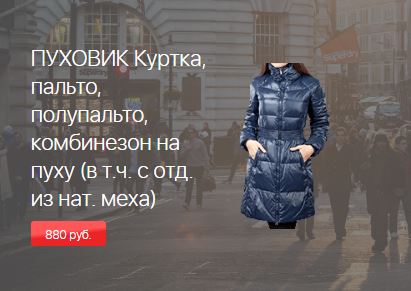 ПУХОВИК Куртка,
пальто,
полупальто,
комбинезон на
пуху (в т.ч. с отд.
из нат. меха)
880 руб.